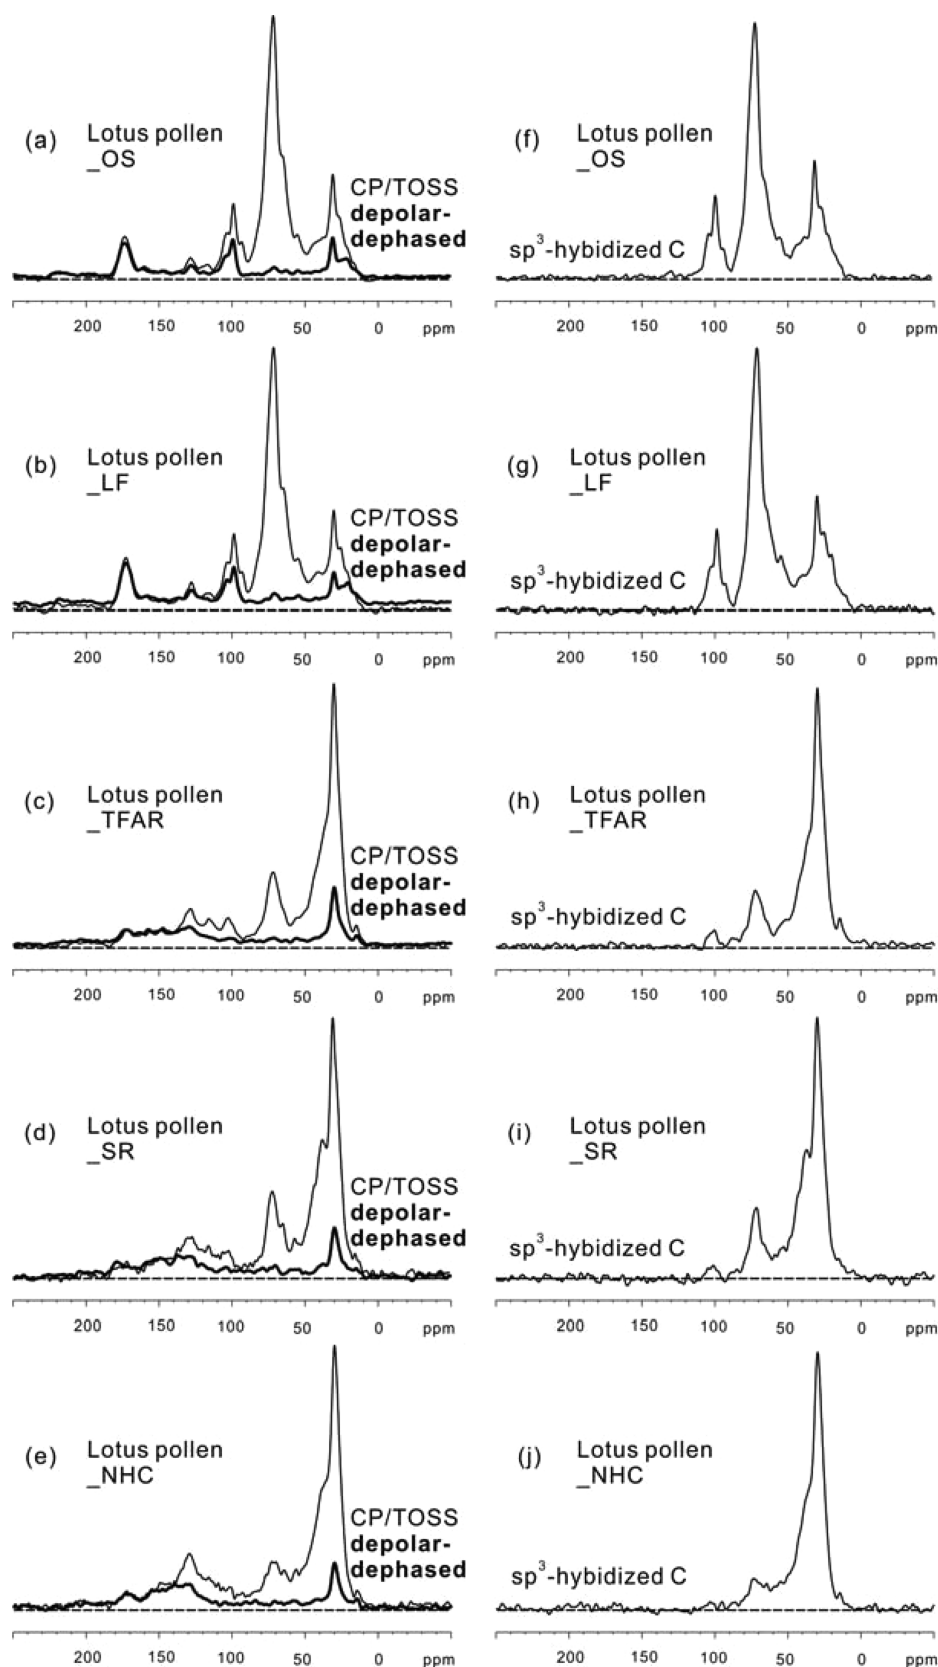 (a) Lotus pollen
_OS
CP/TOSS
depolar-
dephased
200 150 100 50 0 ppm
(f) Lotus pollen
_OS
sp³-hybidized C
200 150 100 50 0 ppm
(b) Lotus pollen
_LF
CP/TOSS
depolar-
dephased
200 150 100 50 0 ppm
(g) Lotus pollen
_LF
sp³-hybidized C
200 150 100 50 0 ppm
(c) Lotus pollen
_TFAR
CP/TOSS
depolar-
dephased
200 150 100 50 0 ppm
(h) Lotus pollen
_TFAR
sp³-hybidized C
200 150 100 50 0 ppm
(d) Lotus pollen
_SR
CP/TOSS
depolar-
dephased
200 150 100 50 0 ppm
(i) Lotus pollen
_SR
sp³-hybidized C
200 150 100 50 0 ppm
(e) Lotus pollen
_NHC
CP/TOSS
depolar-
dephased
200 150 100 50 0 ppm
(j) Lotus pollen
_NHC
sp³-hybidized C
200 150 100 50 0 ppm